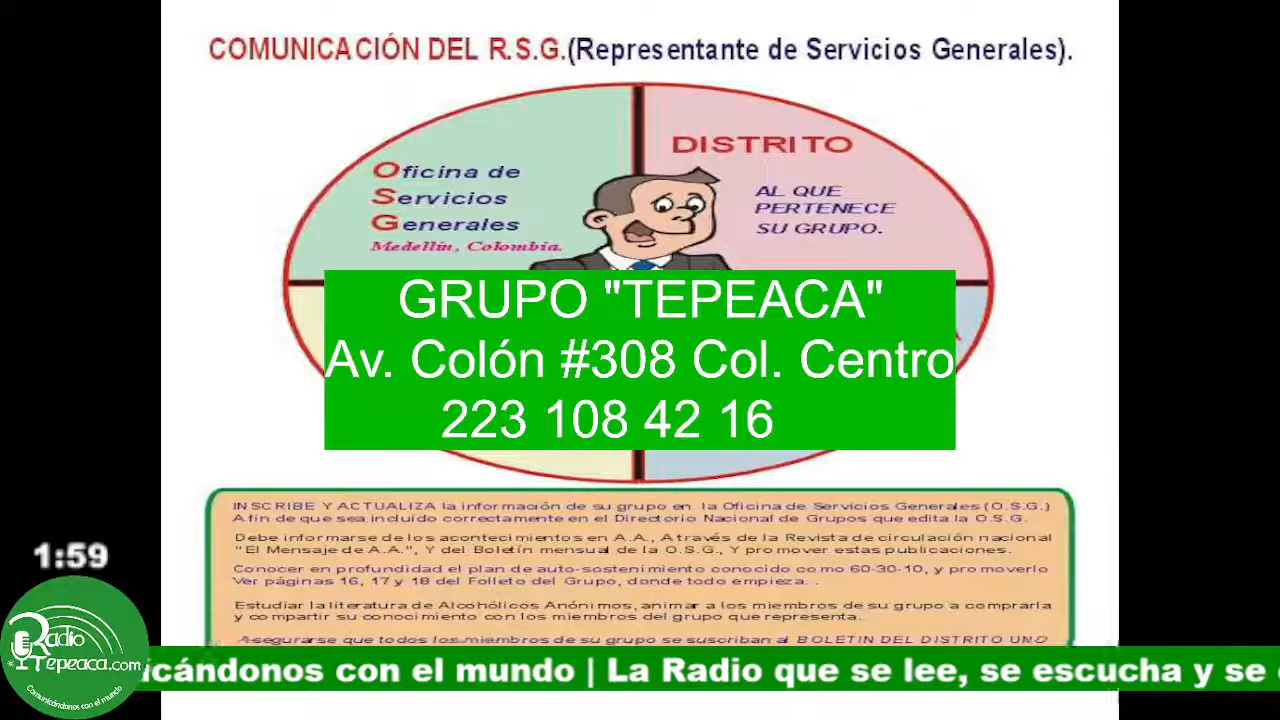 COMUNICACIÓN DEL R.S.G.(Representante de Servicios Generales).
Oficina de
Servicios
Generales
Medellín, Colombia.
DISTRITO
AL QUE
PERTENECE
SU GRUPO.
GRUPO "TEPEACA"
Av. Colón #308 Col. Centro
223 108 42 16
INSCRIBE Y ACTUALIZA la información de su grupo en la Oficina de Servicios Generales (O.S.G.)
A fin de que sea incluido correctamente en el Directorio Nacional de Grupos que edita la O.S.G.
Debe informarse de los acontecimientos en A.A., A través de la Revista de circulación nacional
"El Mensaje de A.A.", Y del Boletín mensual de la O.S.G., Y promover estas publicaciones.
Conocer en profundidad el plan de auto-sostenimiento conocido como 60-30-10, y promoverlo
Ver páginas 16, 17 y 18 del Folleto del Grupo, donde todo empieza. .
Estudiar la literatura de Alcohólicos Anónimos, animar a los miembros de su grupo a comprarla
y compartir su conocimiento con los miembros del grupo que representa.
Asegurarse que todos los miembros de su grupo se suscriban al BOLETIN DEL DISTRITO UNO
1:59
Radio
Tepeaca.com
Comunicándonos con el mundo
icándonos con el mundo | La Radio que se lee, se escucha y se